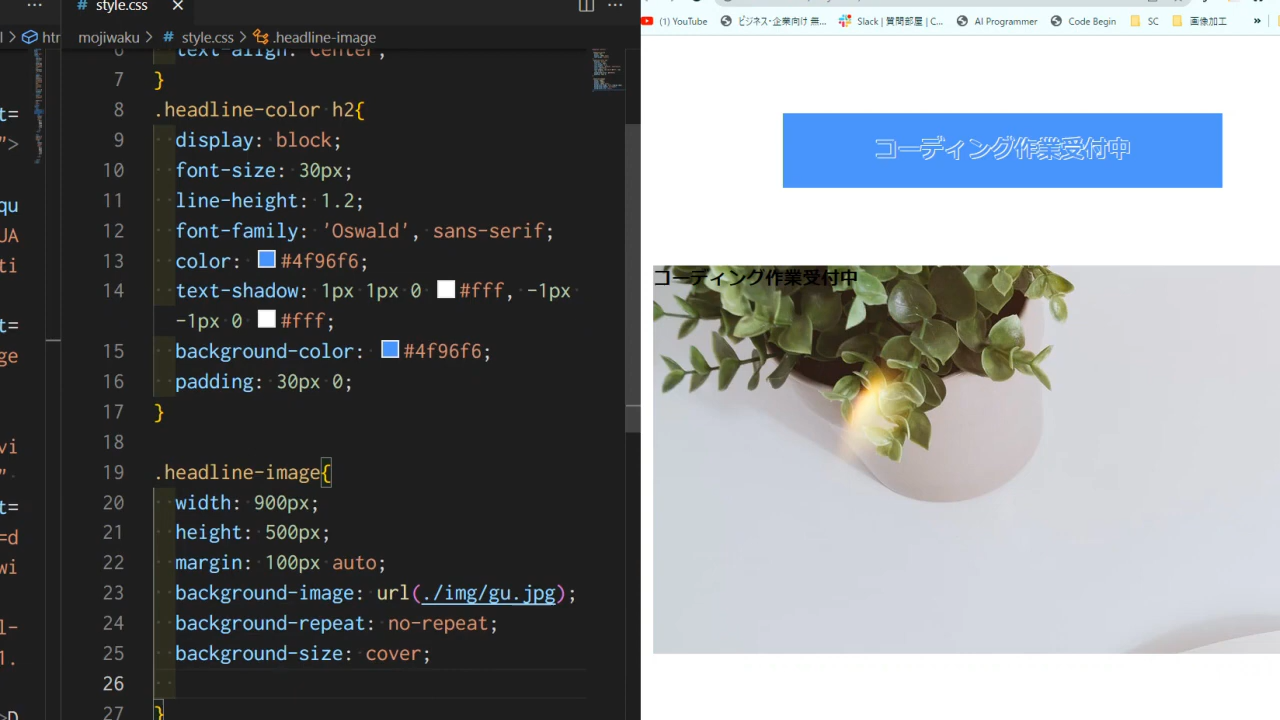 style.css
mojiwaku > # style.css > .headline-image
6 text-align: center;
7 }
8 .headline-color h2{
9 display: block;
10 font-size: 30px;
11 line-height: 1.2;
12 font-family: 'Oswald', sans-serif;
13 color: #4f96f6;
14 text-shadow: 1px 1px 0 #fff, -1px
-1px 0 #fff;
15 background-color: #4f96f6;
16 padding: 30px 0;
17 }
18
19 .headline-image{
20 width: 900px;
21 height: 500px;
22 margin: 100px auto;
23 background-image: url(./img/gu.jpg);
24 background-repeat: no-repeat;
25 background-size: cover;
26
27 }
(1) YouTube
ビジネス-企業向け 無...
Slack | 質問部屋 | C...
AI Programmer
Code Begin
SC
画像加工
»
コーディング作業受付中
コーディング作業受付中